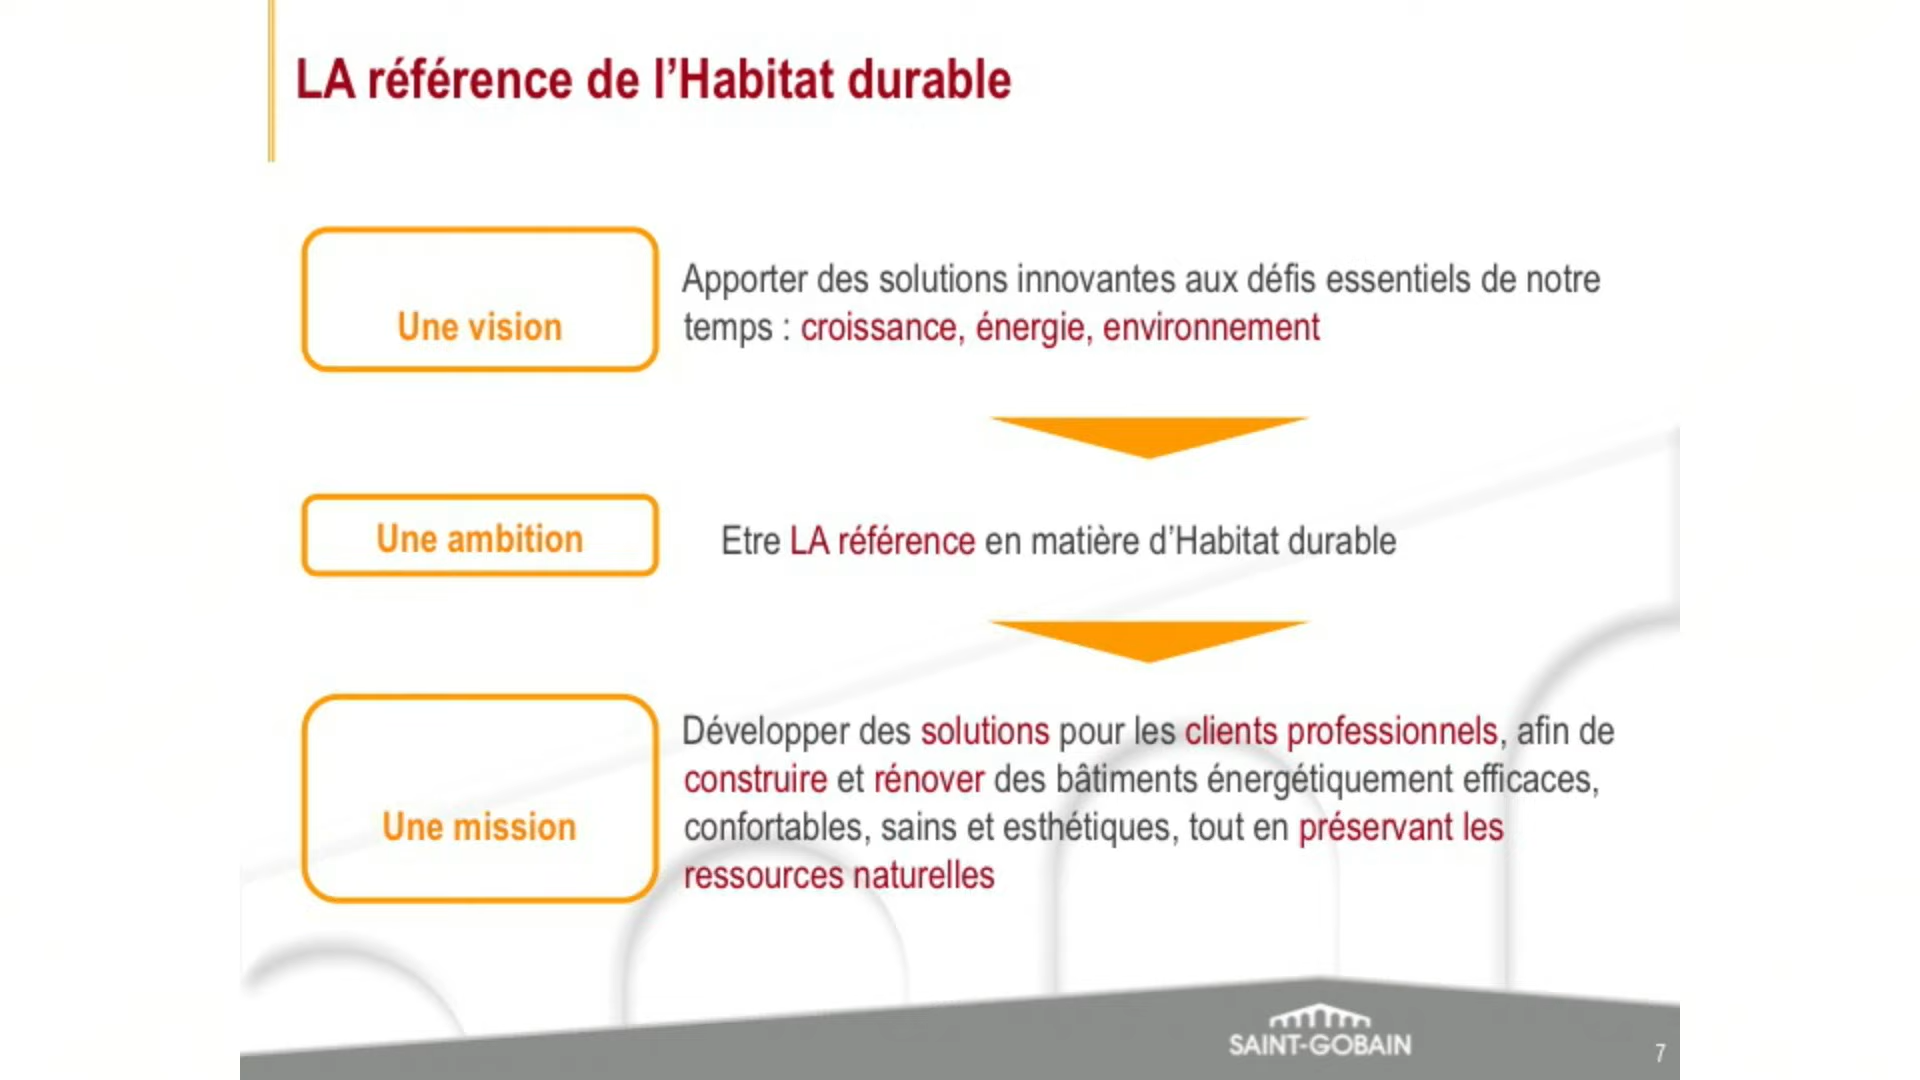 LA référence de l’Habitat durable
Une vision
Apporter des solutions innovantes aux défis essentiels de notre
temps : croissance, énergie, environnement
Une ambition
Etre LA référence en matière d’Habitat durable
Une mission
Développer des solutions pour les clients professionnels, afin de
construire et rénover des bâtiments énergétiquement efficaces,
confortables, sains et esthétiques, tout en préservant les
ressources naturelles
SAINT-GOBAIN
7